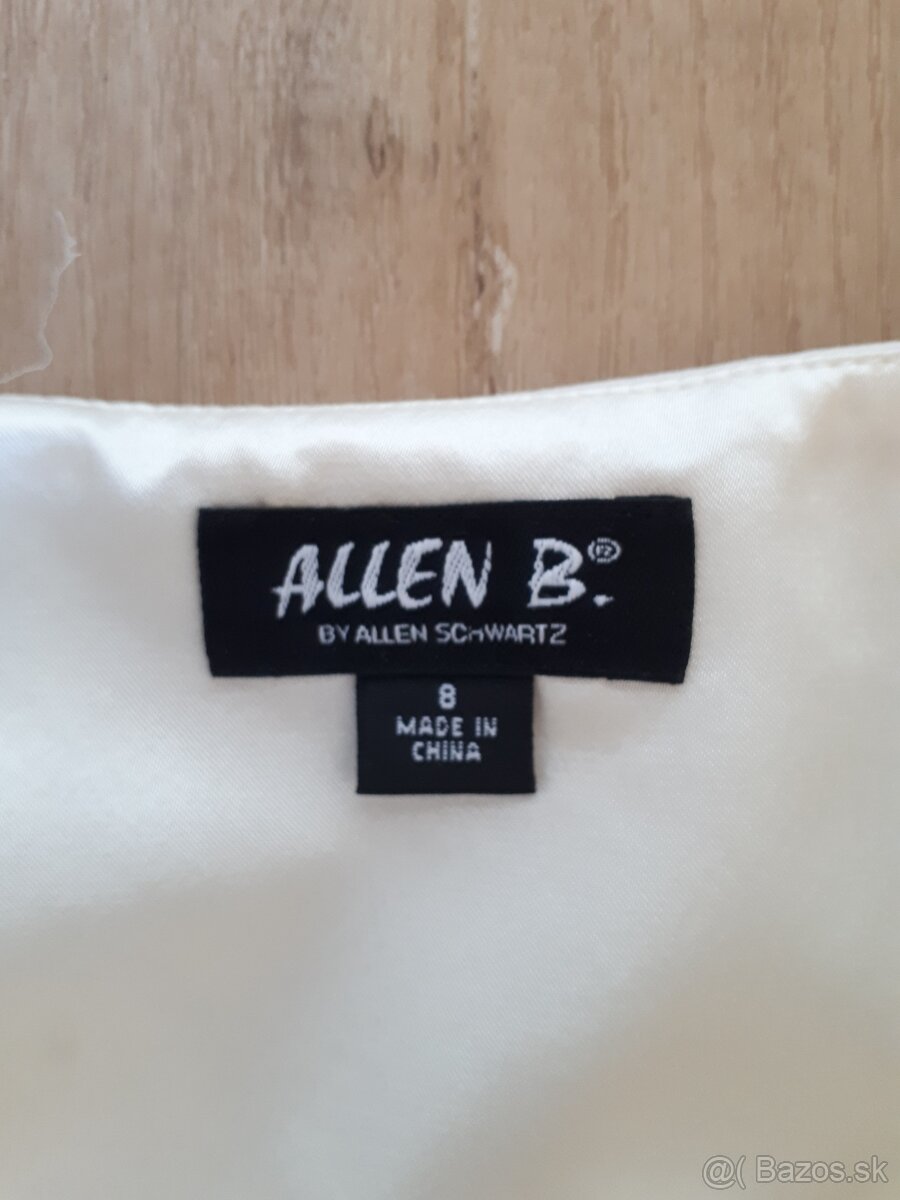 ALLEN B.®
BY ALLEN SCHWARTZ
8
MADE IN
CHINA
@( Bazos.sk